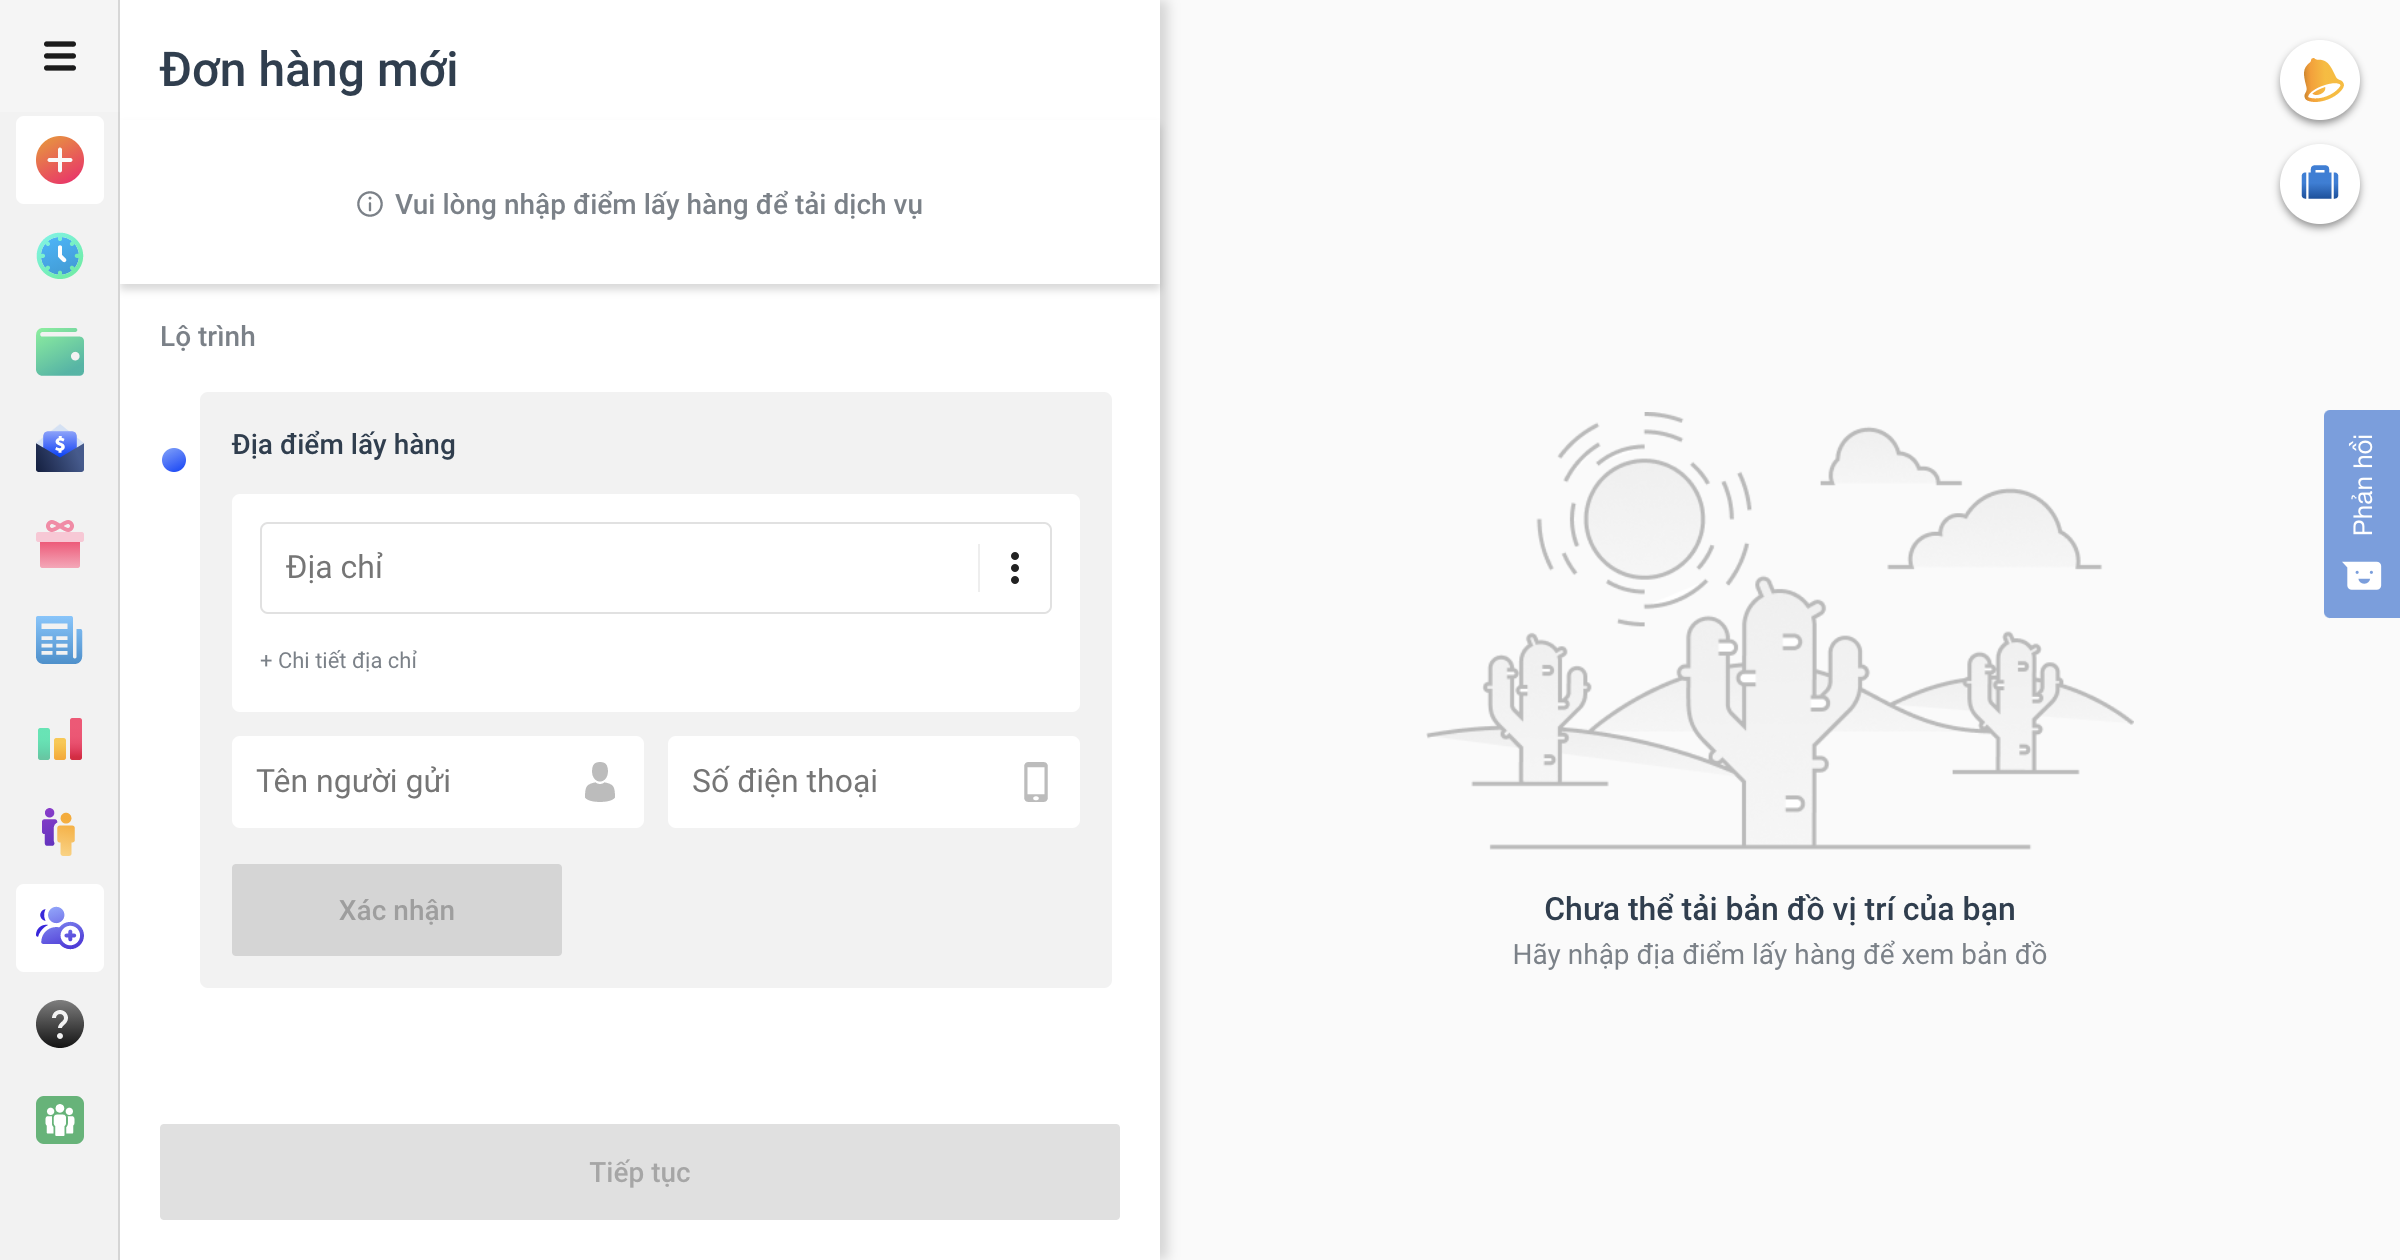 Đơn hàng mới
Vui lòng nhập điểm lấy hàng để tải dịch vụ
Lộ trình
Địa điểm lấy hàng
Địa chỉ
+ Chi tiết địa chỉ
Tên người gửi
Số điện thoại
Xác nhận
Tiếp tục
Chưa thể tải bản đồ vị trí của bạn
Hãy nhập địa điểm lấy hàng để xem bản đồ
Phản hồi